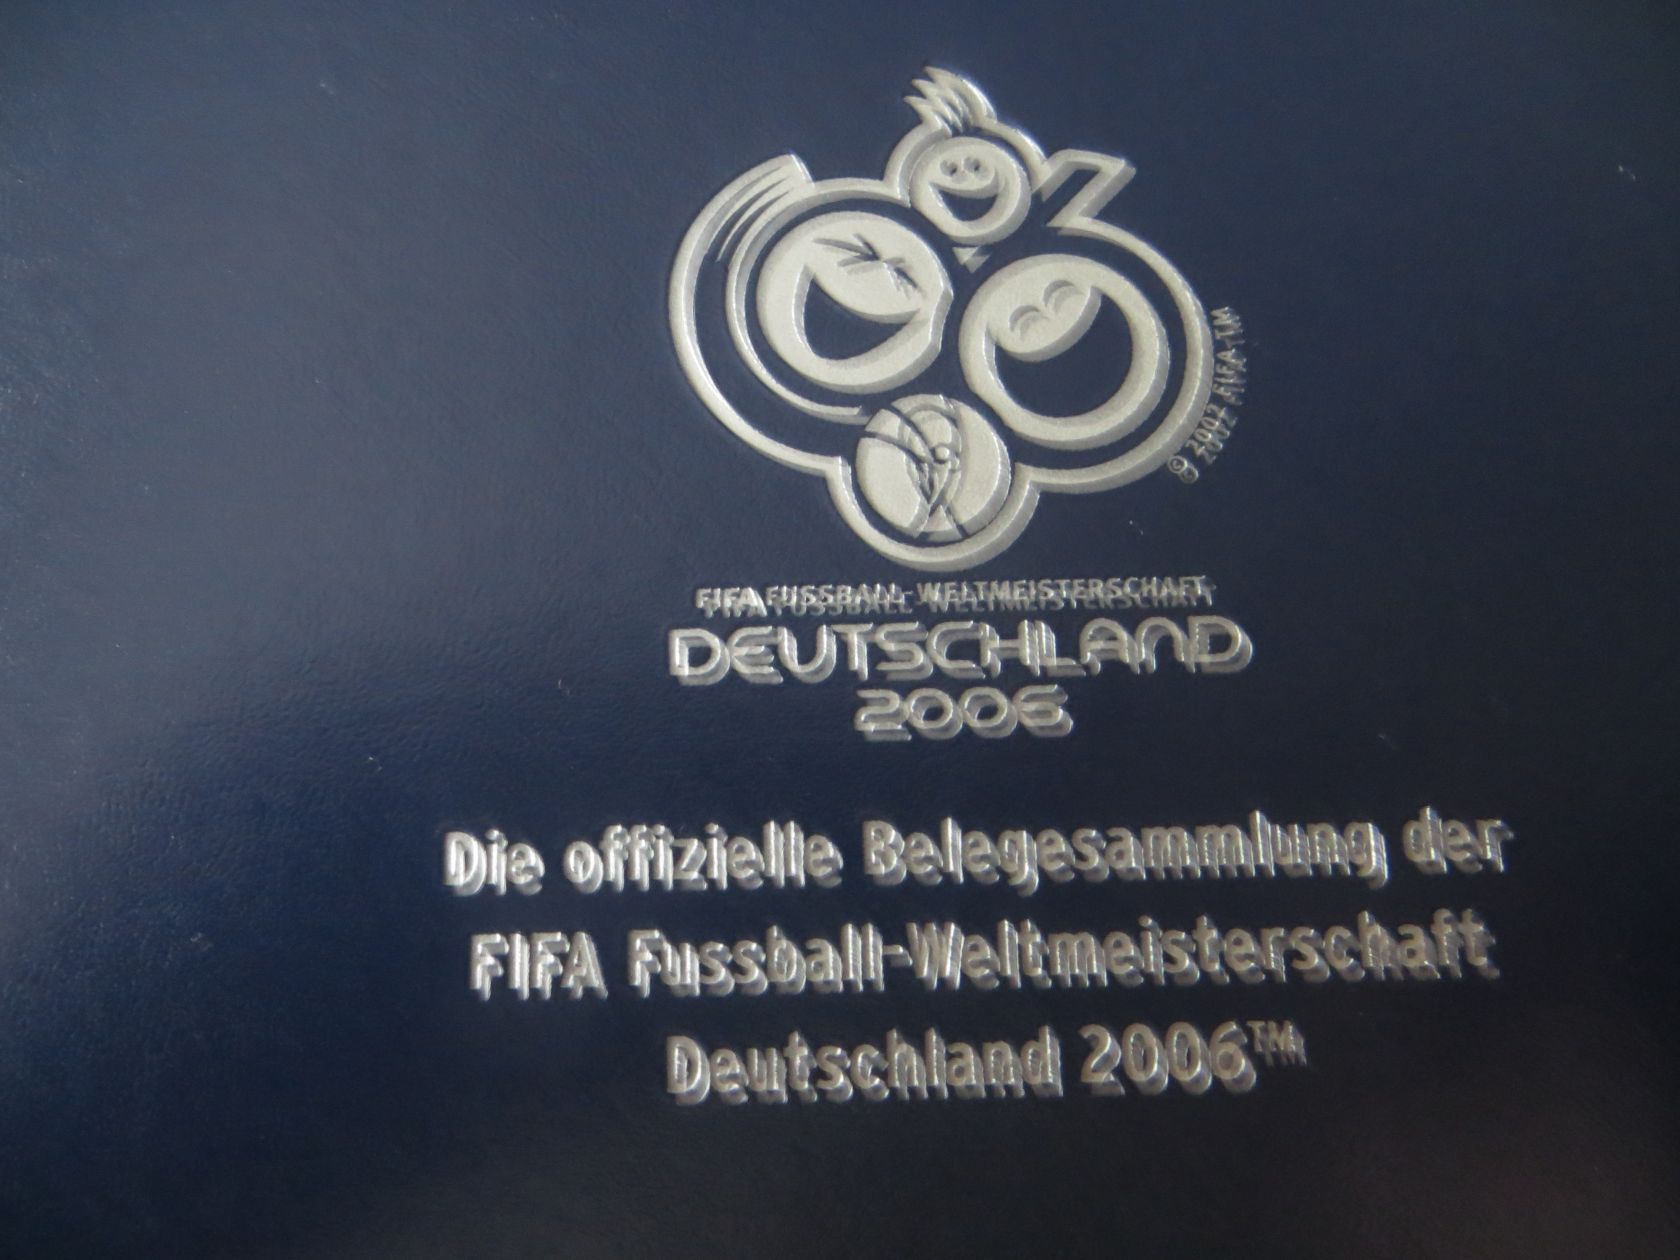 © 2002 FIFA TM
FIFA FUSSBALL-WELTMEISTERSCHAFT
DEUTSCHLAND
2006
Die offizielle Belegesammlung der
FIFA Fussball-Weltmeisterschaft
Deutschland 2006™